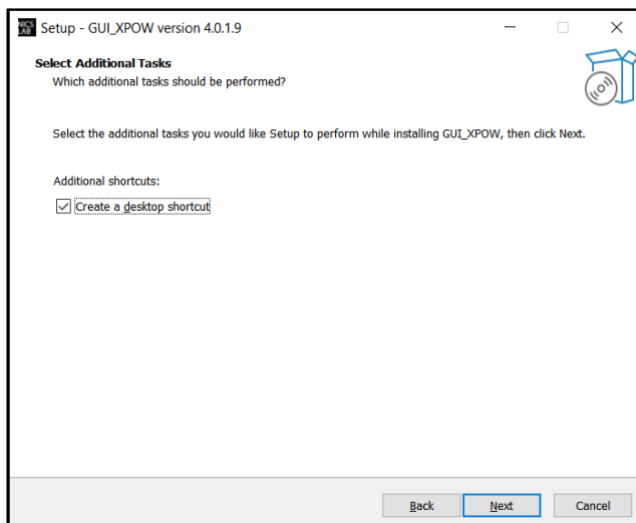 NICS
LAB
Setup - GUI_XPOW version 4.0.1.9
Select Additional Tasks
Which additional tasks should be performed?
Select the additional tasks you would like Setup to perform while installing GUI_XPOW, then click Next.
Additional shortcuts:
Create a desktop shortcut
Back Next Cancel